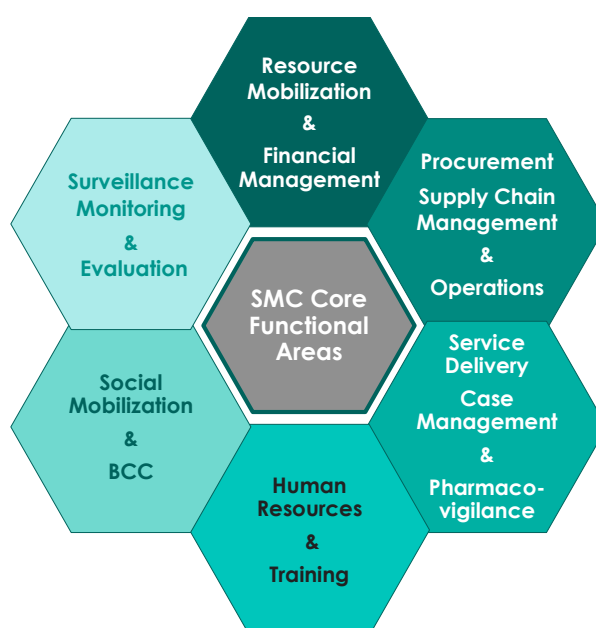 Resource
Mobilization
&
Financial
Management
Procurement
Supply Chain
Management
&
Operations
Service
Delivery
Case
Management
&
Pharmaco-
vigilance
Human
Resources
&
Training
Social
Mobilization
&
BCC
Surveillance
Monitoring
&
Evaluation
SMC Core
Functional
Areas